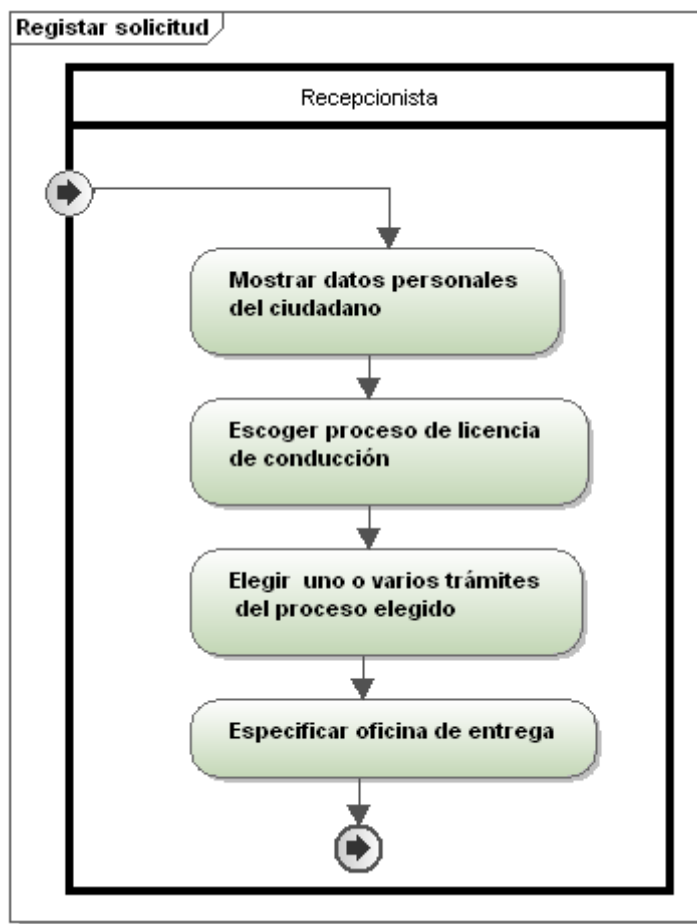 Registar solicitud
Recepcionista
Mostrar datos personales
del ciudadano
Escoger proceso de licencia
de conducción
Elegir uno o varios trámites
del proceso elegido
Especificar oficina de entrega